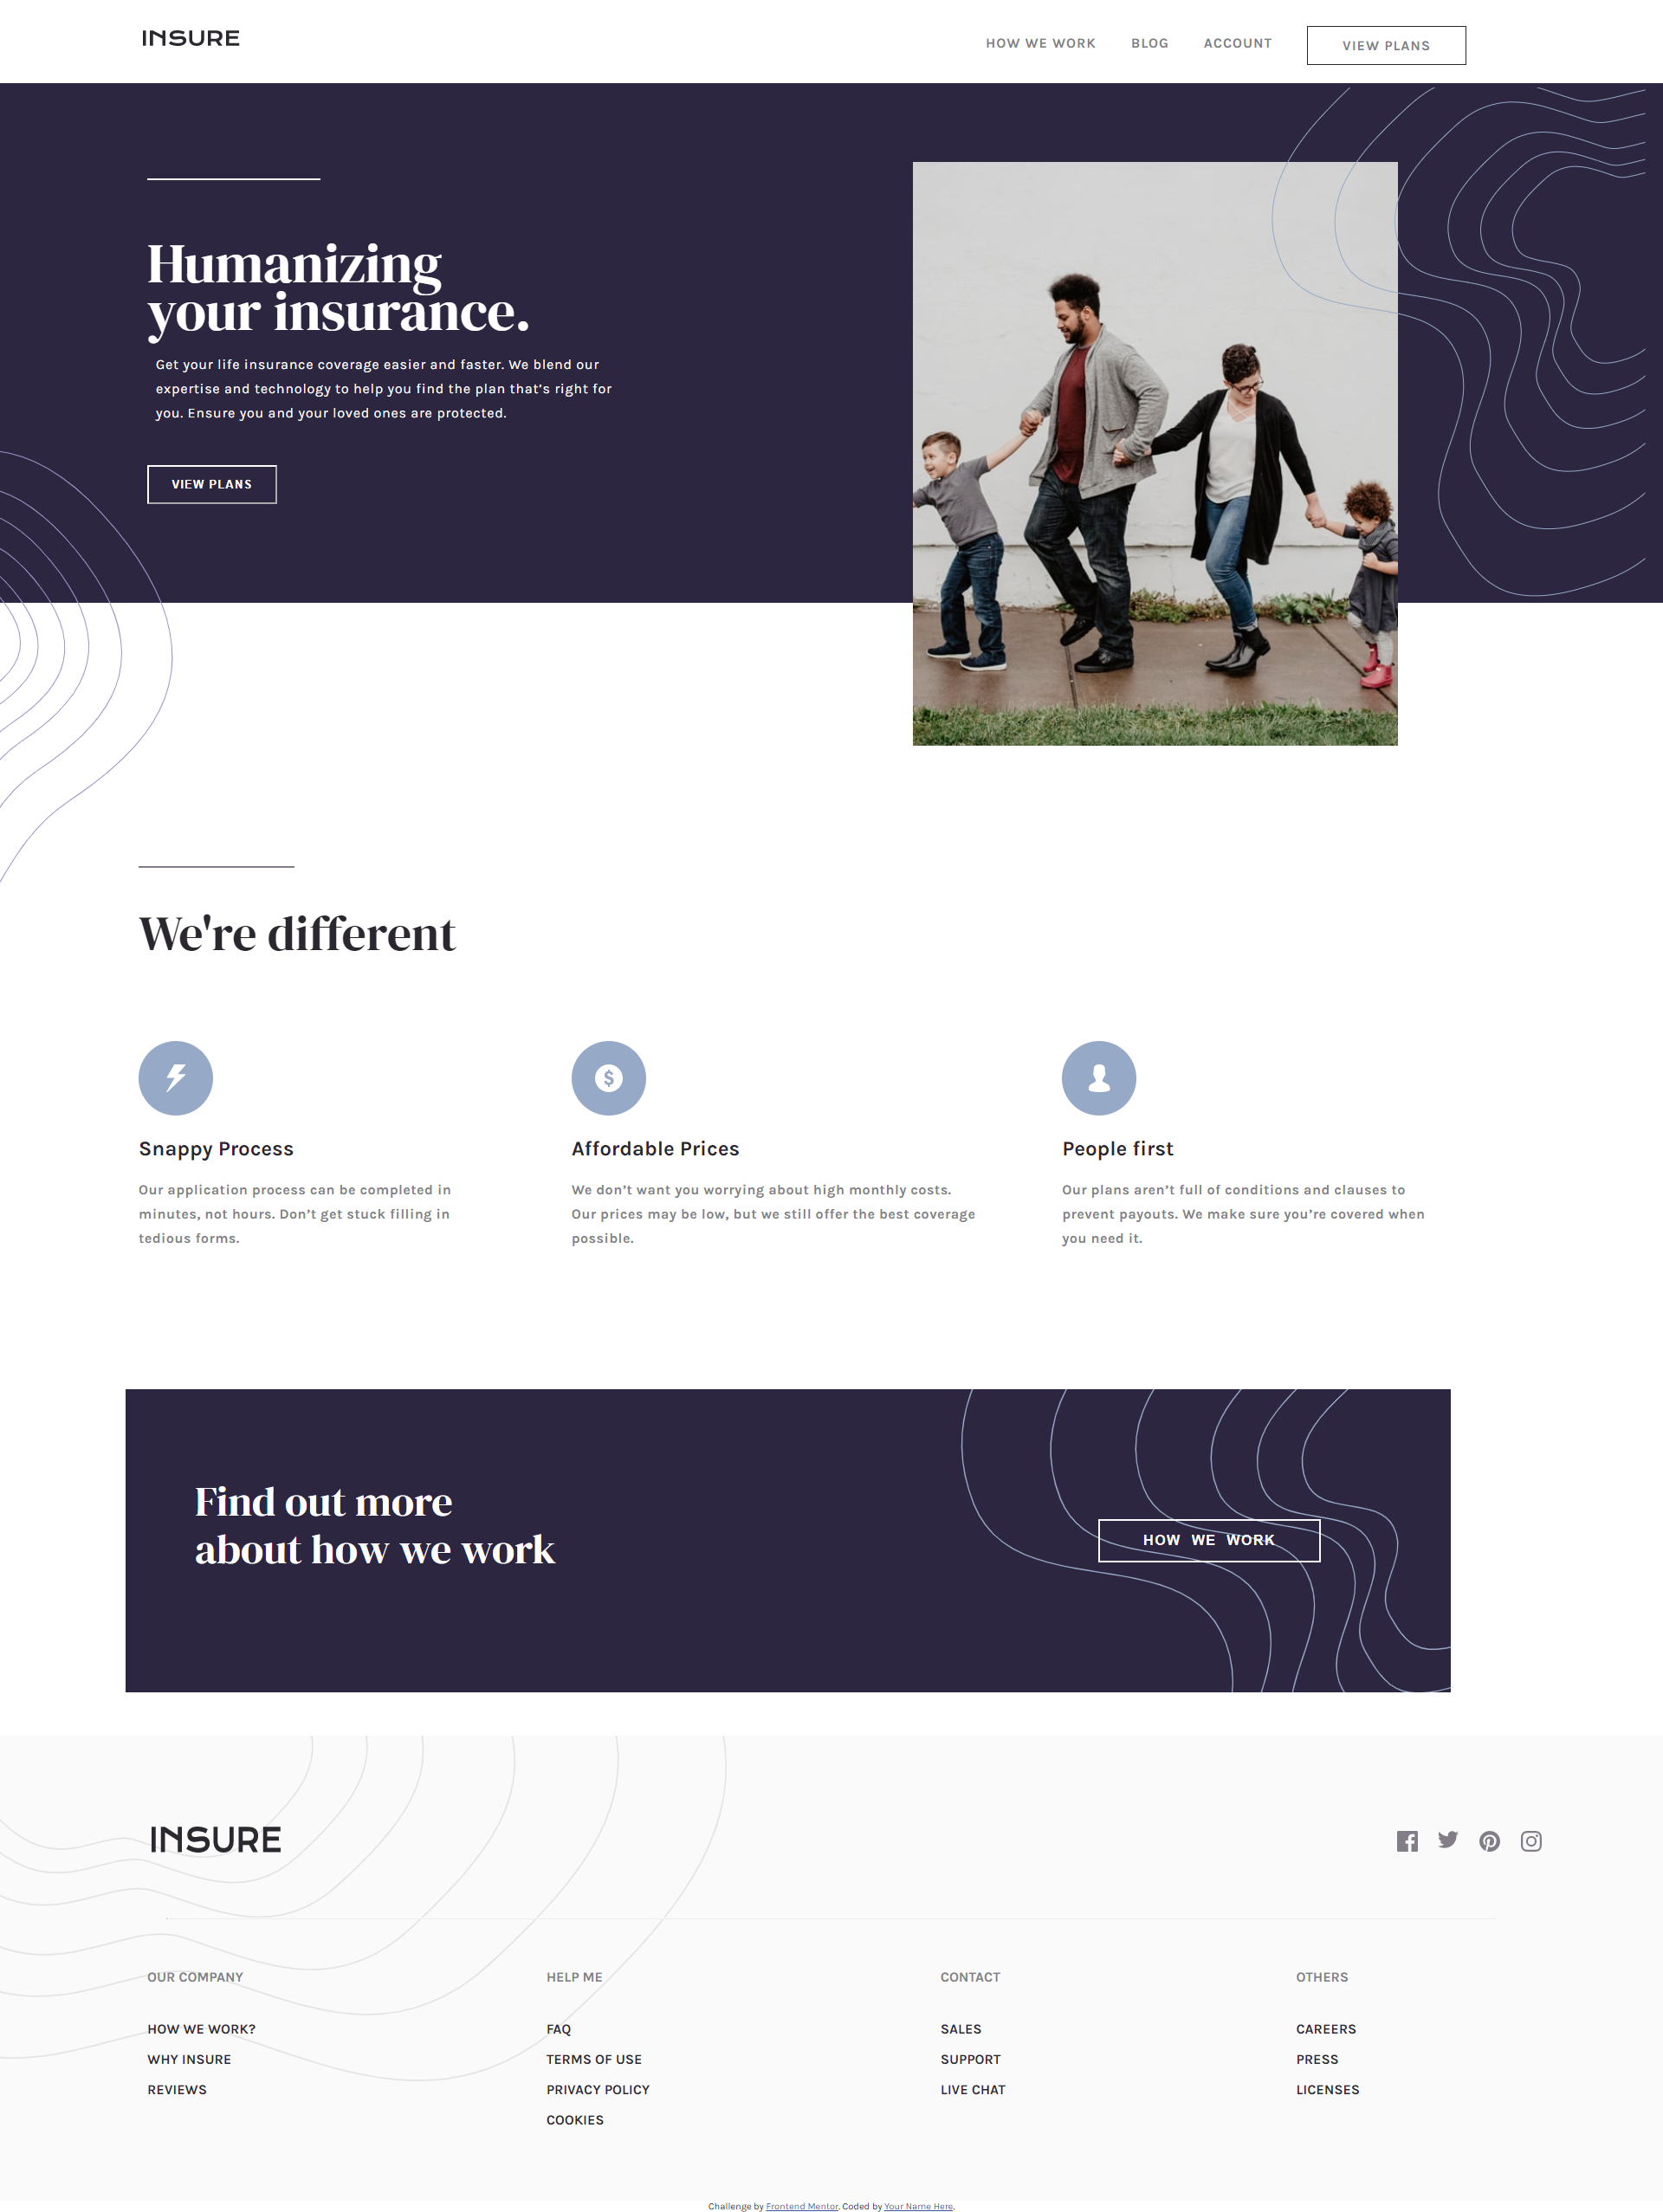 INSURE
HOW WE WORK
BLOG
ACCOUNT
VIEW PLANS
Humanizing
your insurance.
Get your life insurance coverage easier and faster. We blend our
expertise and technology to help you find the plan that’s right for
you. Ensure you and your loved ones are protected.
VIEW PLANS
We're different
Snappy Process
Our application process can be completed in
minutes, not hours. Don’t get stuck filling in
tedious forms.
Affordable Prices
We don’t want you worrying about high monthly costs.
Our prices may be low, but we still offer the best coverage
possible.
People first
Our plans aren’t full of conditions and clauses to
prevent payouts. We make sure you’re covered when
you need it.
Find out more
about how we work
HOW WE WORK
INSURE
OUR COMPANY
HOW WE WORK?
WHY INSURE
REVIEWS
HELP ME
FAQ
TERMS OF USE
PRIVACY POLICY
COOKIES
CONTACT
SALES
SUPPORT
LIVE CHAT
OTHERS
CAREERS
PRESS
LICENSES
Challenge by Frontend Mentor. Coded by Your Name Here.